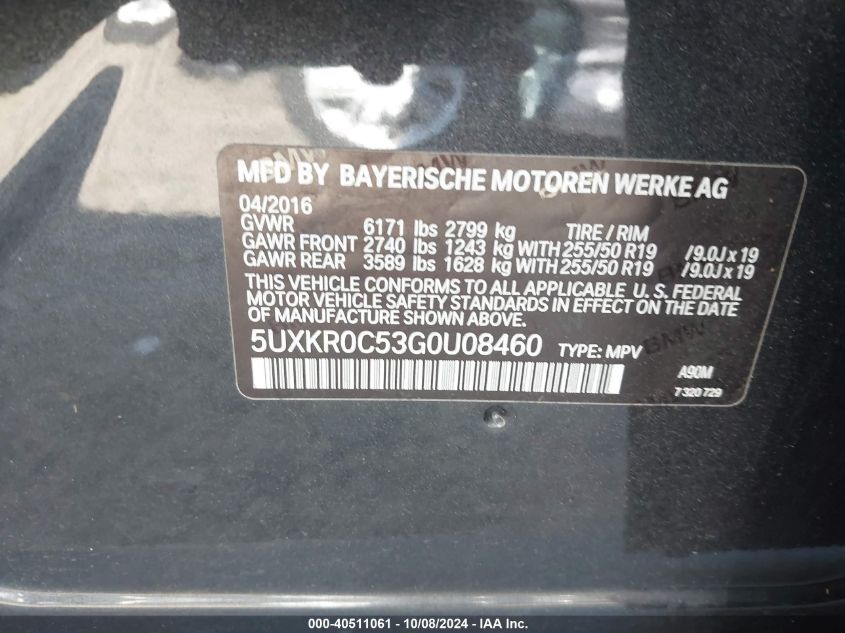 MFD BY BAYERISCHE MOTOREN WERKE AG
04/2016
GVWR 6171 lbs 2799 kg TIRE / RIM
GAWR FRONT 2740 lbs 1243 kg WITH 255/50 R19 /9.0J x 19
GAWR REAR 3589 lbs 1628 kg WITH 255/50 R19 /9.0J x 19
THIS VEHICLE CONFORMS TO ALL APPLICABLE U.S. FEDERAL
MOTOR VEHICLE SAFETY STANDARDS IN EFFECT ON THE DATE
OF MANUFACTURE SHOWN ABOVE.
5UXKR0C53G0U08460 TYPE: MPV
A90M
7 320 729
000-40511061 - 10/08/2024 - IAA Inc.